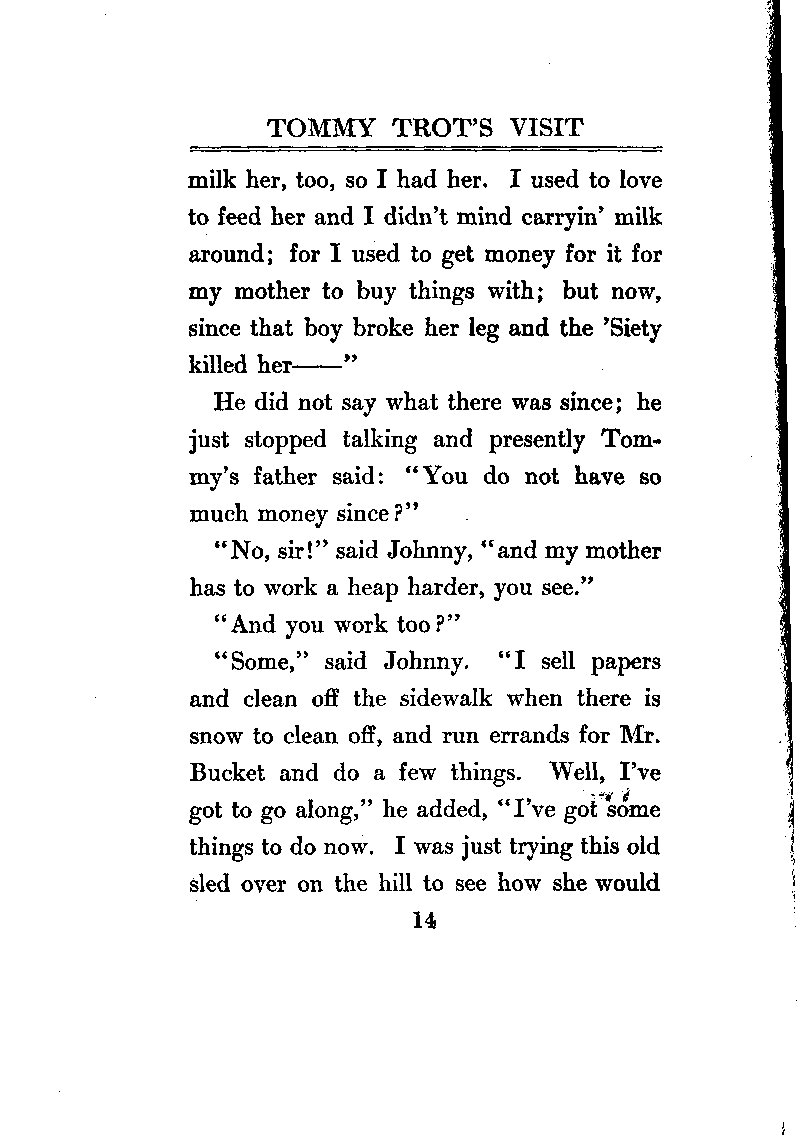 TOMMY TROT'S VISIT
milk her, too, so I had her. I used to love
to feed her and I didn't mind carryin' milk
around; for I used to get money for it for
my mother to buy things with; but now,
since that boy broke her leg and the 'Siety
killed her——"
He did not say what there was since; he
just stopped talking and presently Tom-
my's father said: "You do not have so
much money since?"
"No, sir!" said Johnny, "and my mother
has to work a heap harder, you see."
"And you work too?"
"Some," said Johnny. "I sell papers
and clean off the sidewalk when there is
snow to clean off, and run errands for Mr.
Bucket and do a few things. Well, I've
got to go along," he added, "I've got some
things to do now. I was just trying this old
sled over on the hill to see how she would
14